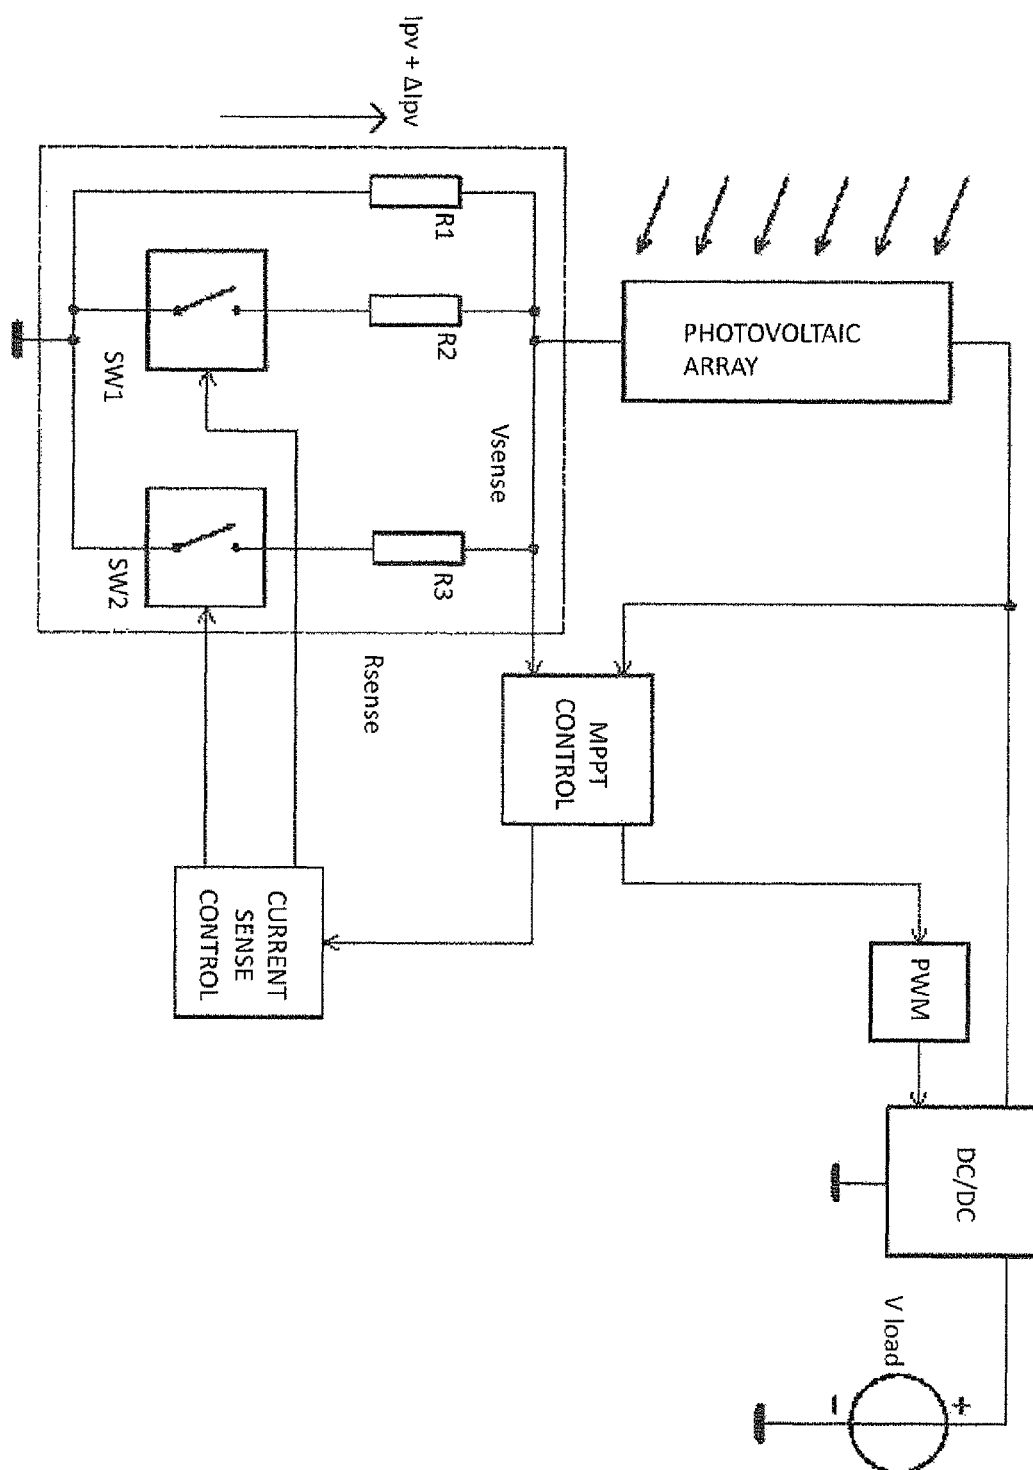 Ipv + ΔIpv
PHOTOVOLTAIC
ARRAY
R1
R2
R3
SW1
SW2
Vsense
Rsense
MPPT
CONTROL
CURRENT
SENSE
CONTROL
PWM
DC/DC
V load
+
-